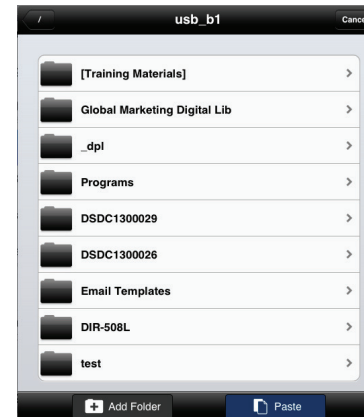 /
usb_b1
Cance
[Training Materials]
Global Marketing Digital Lib
_dpl
Programs
DSDC1300029
DSDC1300026
Email Templates
DIR-508L
test
Add Folder
Paste